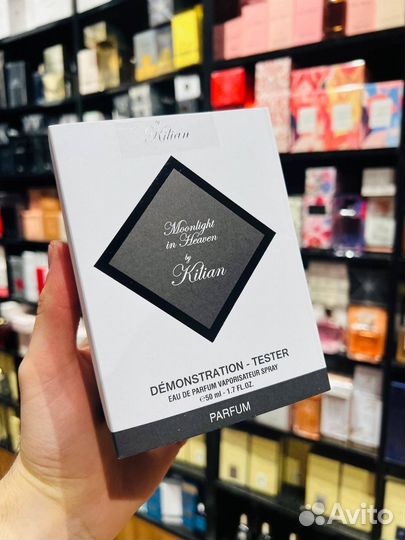 Kilian
Moonlight
in Heaven
by
Kilian
DÉMONSTRATION - TESTER
EAU DE PARFUM VAPORISATEUR SPRAY
℮50 ml - 1.7 FL.OZ.
PARFUM
Avito